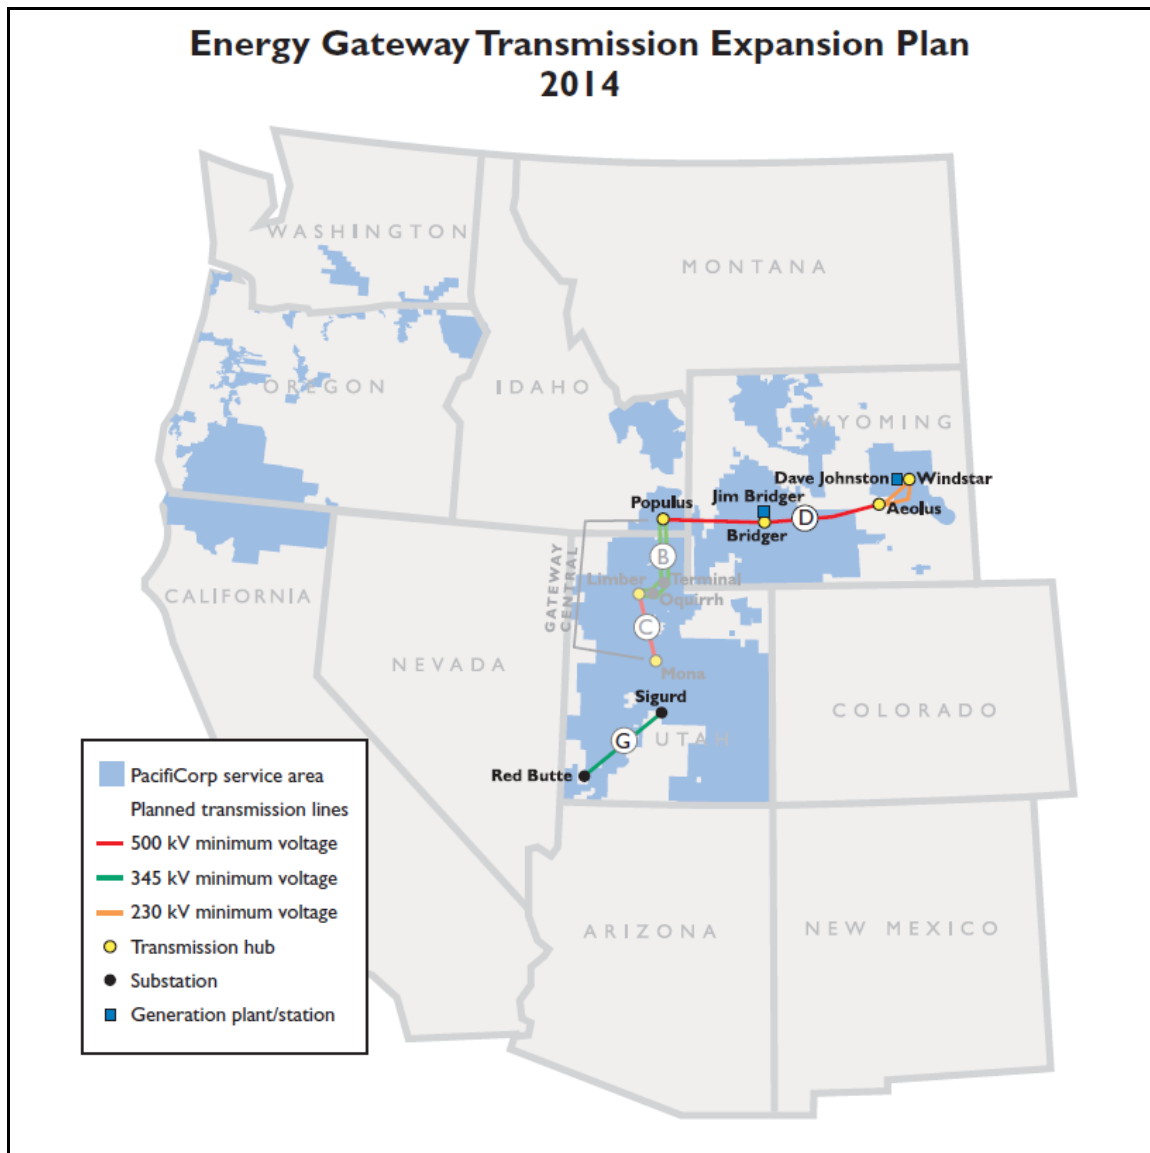 Energy Gateway Transmission Expansion Plan
2014
WASHINGTON
MONTANA
OREGON
IDAHO
WYOMING
Dave Johnston
Windstar
Jim Bridger
Populus
Aeolus
D
Bridger
B
GATEWAY
CENTRAL
Limber
Terminal
Oquirrh
CALIFORNIA
C
NEVADA
Mona
Sigurd
COLORADO
G
UTAH
Red Butte
PacifiCorp service area
Planned transmission lines
500 kV minimum voltage
345 kV minimum voltage
230 kV minimum voltage
Transmission hub
Substation
Generation plant/station
ARIZONA
NEW MEXICO